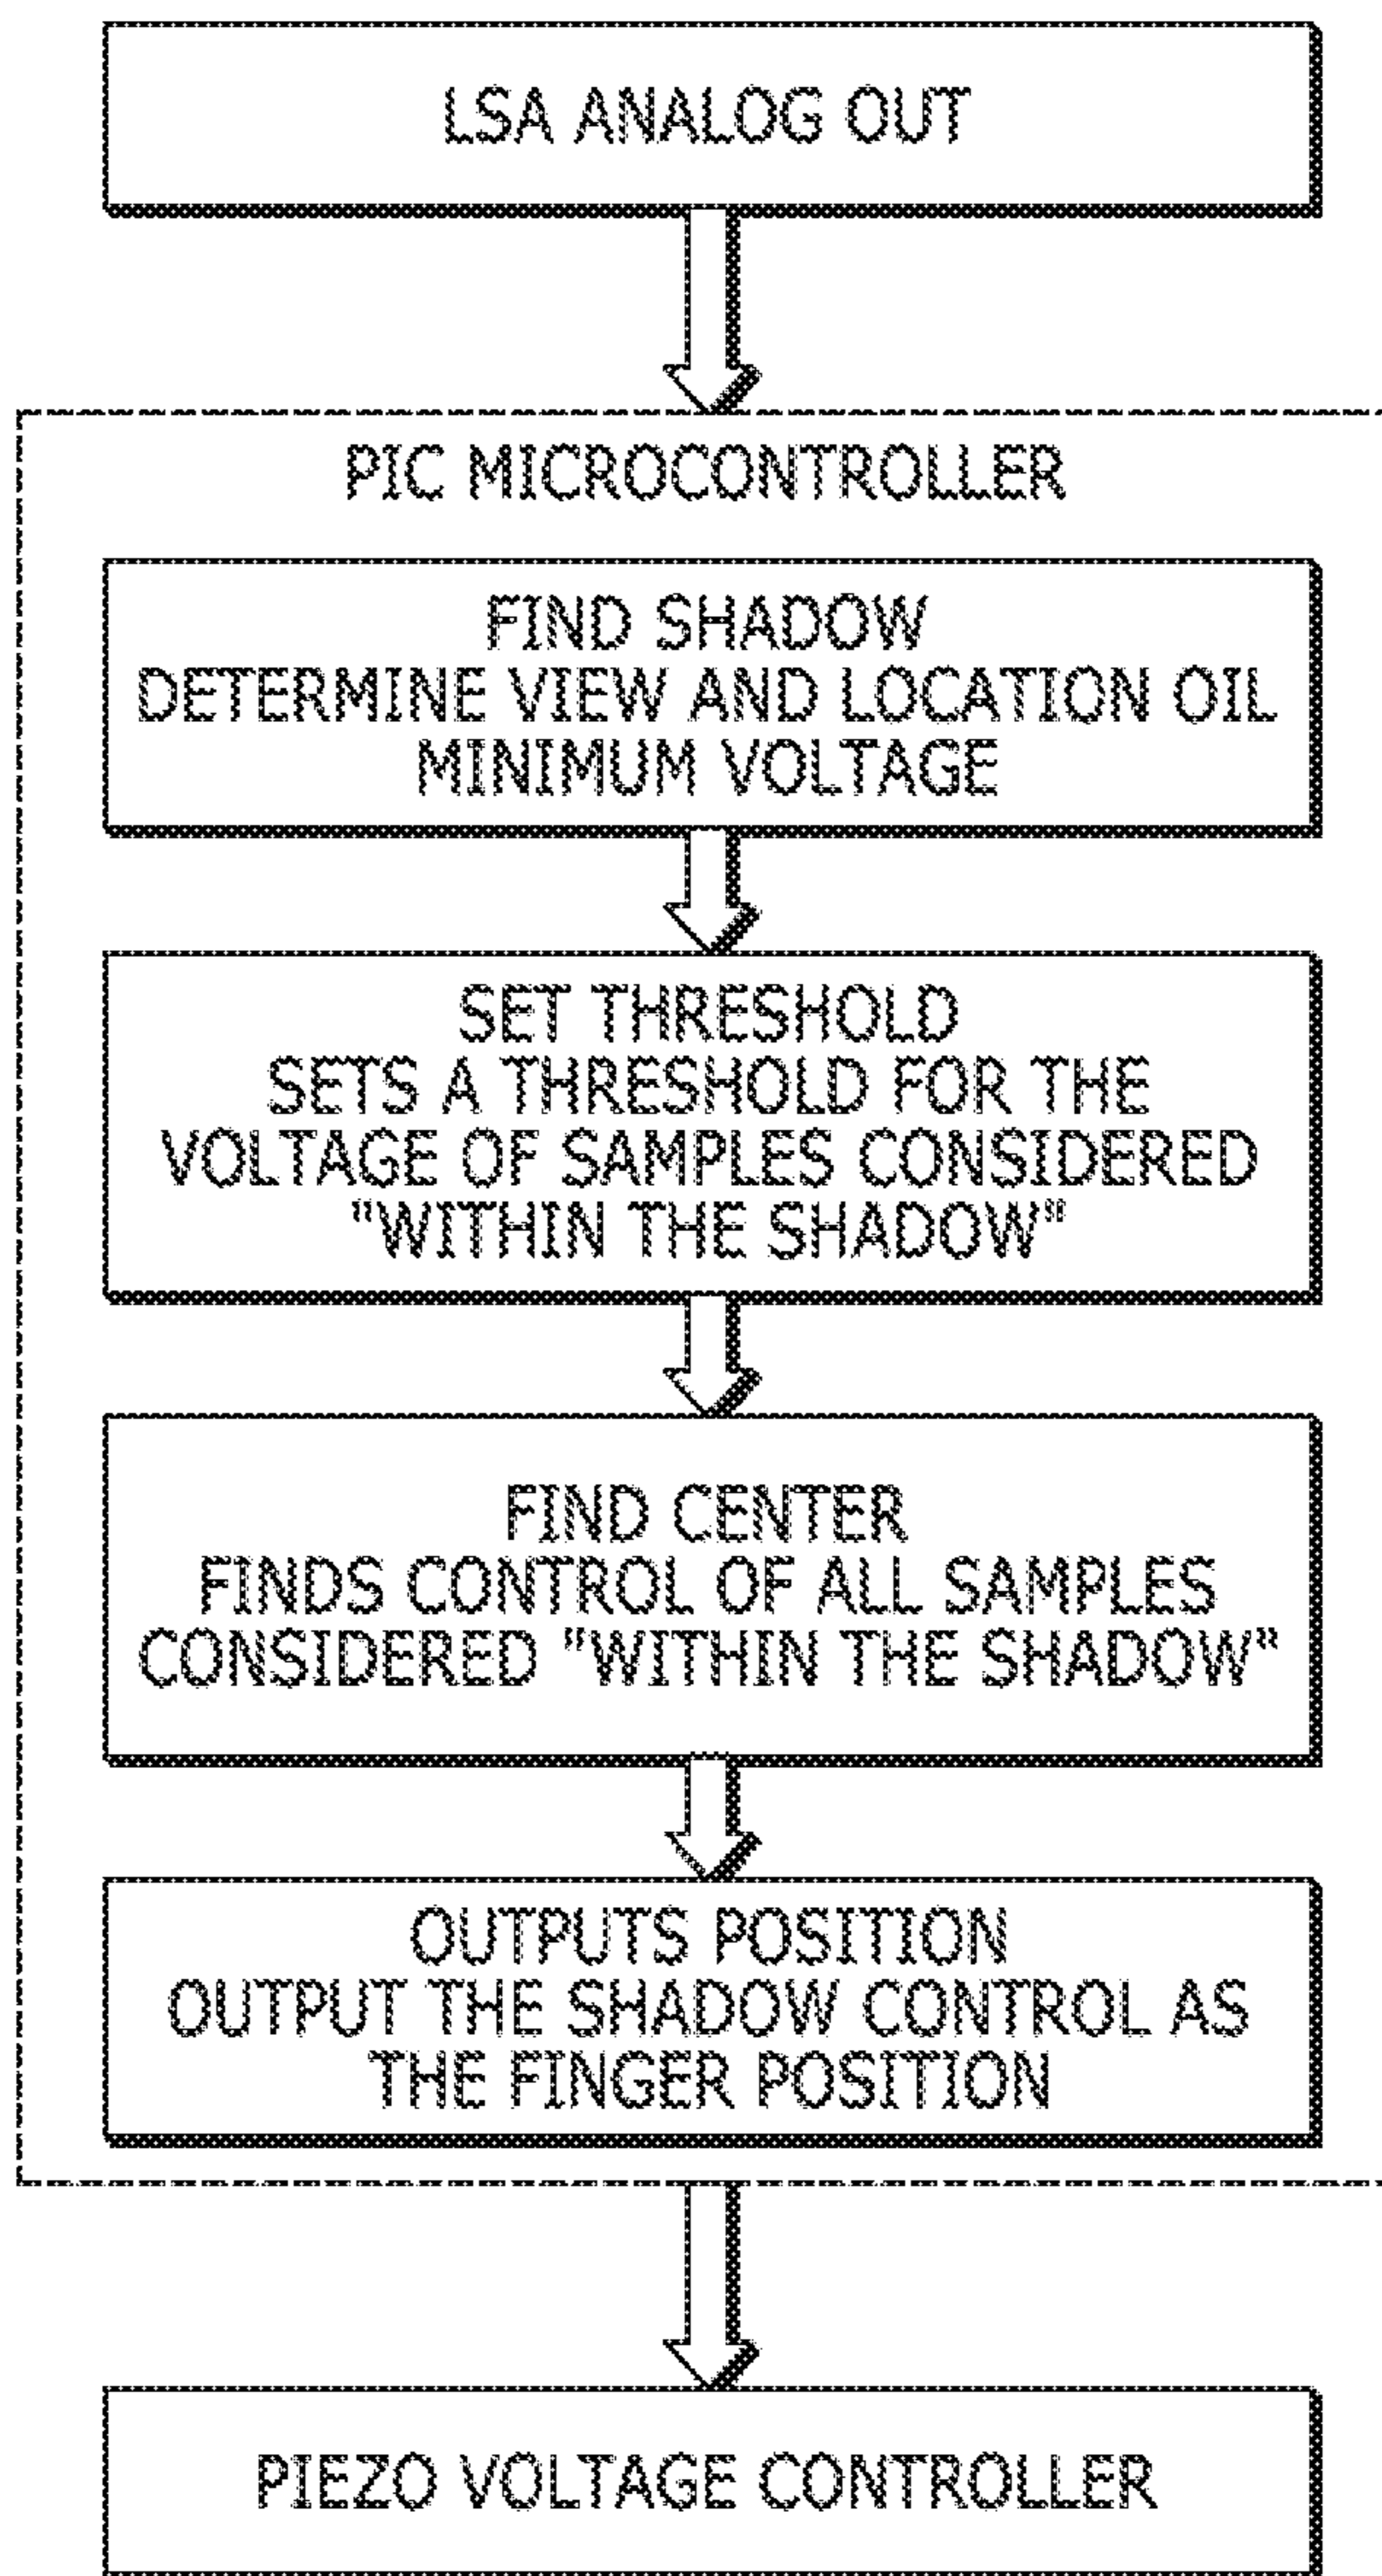 LSA ANALOG OUT
PIC MICROCONTROLLER
FIND SHADOW
DETERMINE VIEW AND LOCATION OIL
MINIMUM VOLTAGE
SET THRESHOLD
SETS A THRESHOLD FOR THE
VOLTAGE OF SAMPLES CONSIDERED
"WITHIN THE SHADOW"
FIND CENTER
FINDS CONTROL OF ALL SAMPLES
CONSIDERED "WITHIN THE SHADOW"
OUTPUTS POSITION
OUTPUT THE SHADOW CONTROL AS
THE FINGER POSITION
PIEZO VOLTAGE CONTROLLER